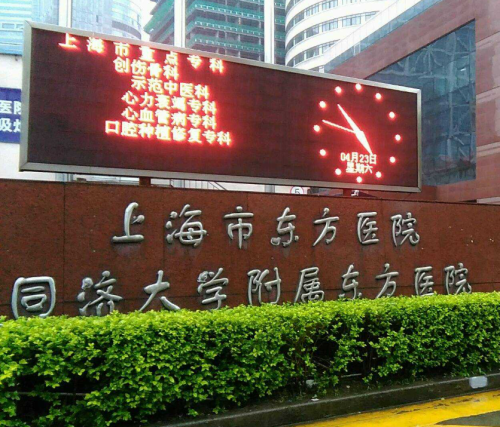 上海市重点专科
创伤骨科
示范中医科
心力衰竭专科
心血管病专科
口腔种植修复专科
04月23日
星期六
上海市东方医院
同济大学附属东方医院